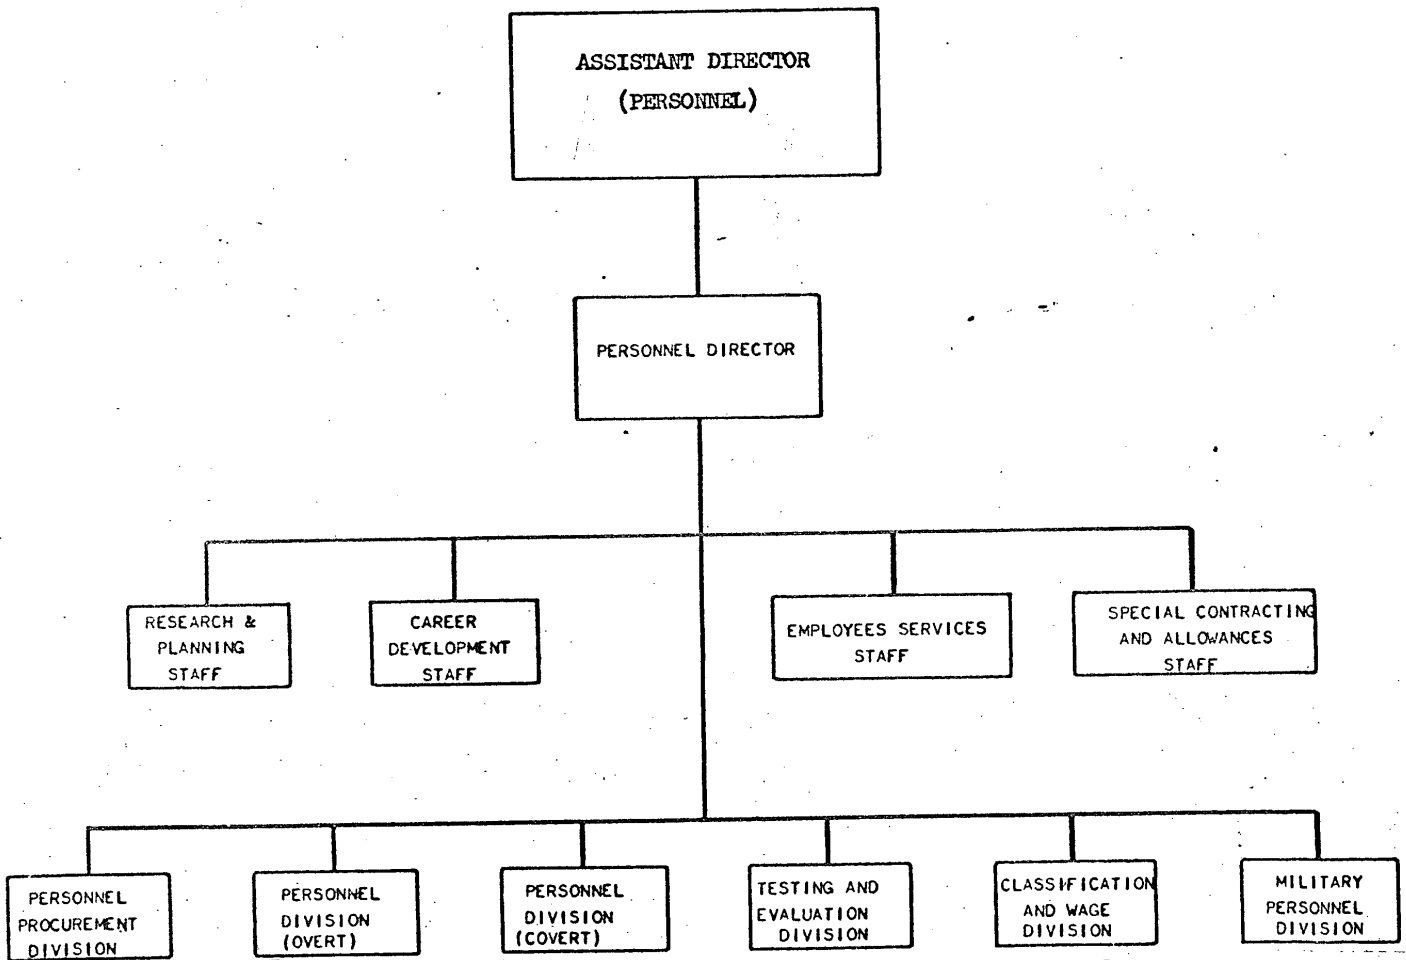 ASSISTANT DIRECTOR
(PERSONNEL)
PERSONNEL DIRECTOR
RESEARCH &
PLANNING
STAFF
CAREER
DEVELOPMENT
STAFF
EMPLOYEES SERVICES
STAFF
SPECIAL CONTRACTING
AND ALLOWANCES
STAFF
PERSONNEL
PROCUREMENT
DIVISION
PERSONNEL
DIVISION
(OVERT)
PERSONNEL
DIVISION
(COVERT)
TESTING AND
EVALUATION
DIVISION
CLASSIFICATION
AND WAGE
DIVISION
MILITARY
PERSONNEL
DIVISION